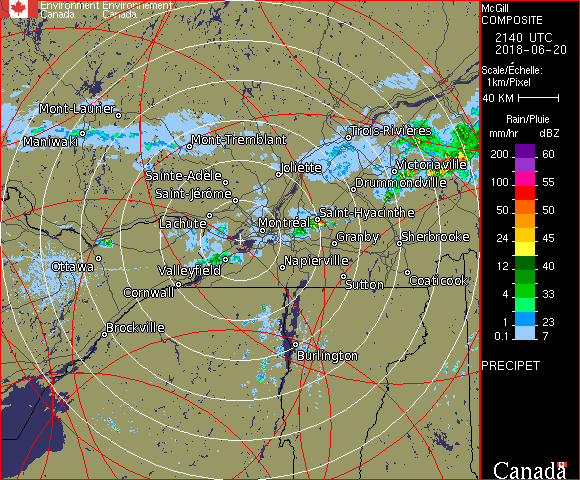 Environment Environnement
Canada Canada
McGill
COMPOSITE
2140 UTC
2018-06-20
Scale/Échelle:
1km/Pixel
40 KM
Rain/Pluie
mm/hr dBZ
200 60
150 57
100 55
50 50
24 45
12 40
4 33
1 23
0.1 7
PRECIPET
Canada
Mont-Laurier
Maniwaki
Mont-Tremblant
Trois-Rivières
Joliette
Victoriaville
Sainte-Adèle
Drummondville
Saint-Jérôme
Lachute
Saint-Hyacinthe
Montréal
Granby
Sherbrooke
Ottawa
Valleyfield
Napierville
Cornwall
Sutton
Coaticook
Brockville
Burlington